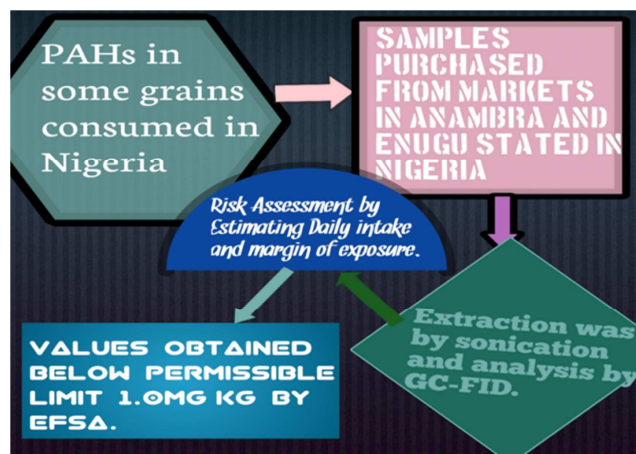 PAHs in
some grains
consumed in
Nigeria
SAMPLES
PURCHASED
FROM MARKETS
IN ANAMBRA AND
ENUGU STATED IN
NIGERIA
Extraction was
by sonication
and analysis by
GC-FID.
Risk Assessment by
Estimating Daily intake
and margin of exposure.
VALUES OBTAINED
BELOW PERMISSIBLE
LIMIT 1.0MG KG BY
EFSA.